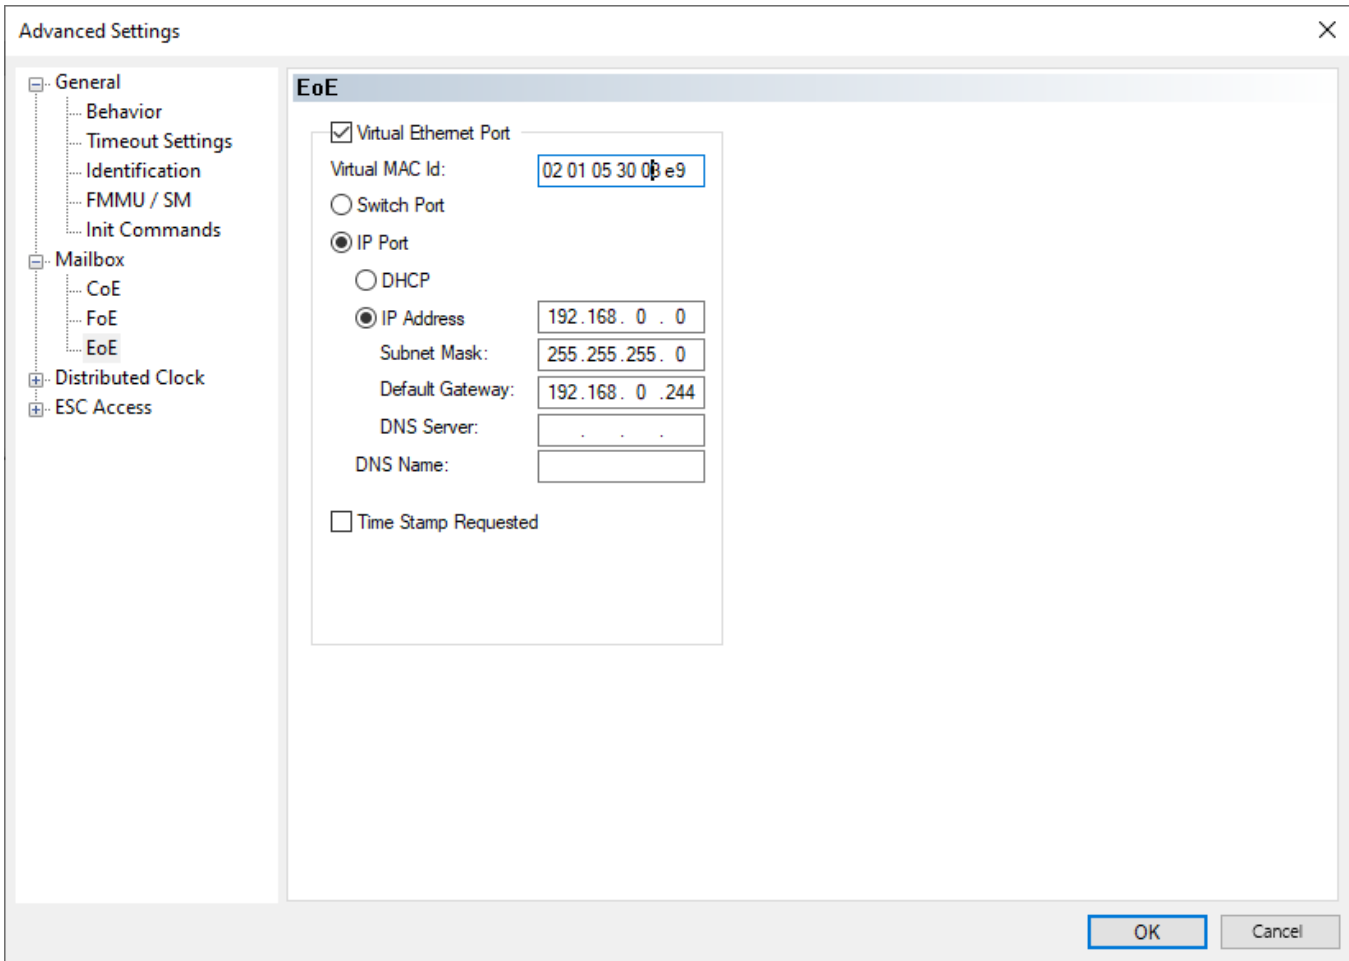 Advanced Settings
General
Behavior
Timeout Settings
Identification
FMMU / SM
Init Commands
Mailbox
CoE
FoE
EoE
Distributed Clock
ESC Access
EoE
Virtual Ethernet Port
Virtual MAC Id: 02 01 05 30 03 e9
Switch Port
IP Port
DHCP
IP Address 192.168. 0 . 0
Subnet Mask: 255.255.255. 0
Default Gateway: 192.168. 0 .244
DNS Server: . . .
DNS Name:
Time Stamp Requested
OK Cancel